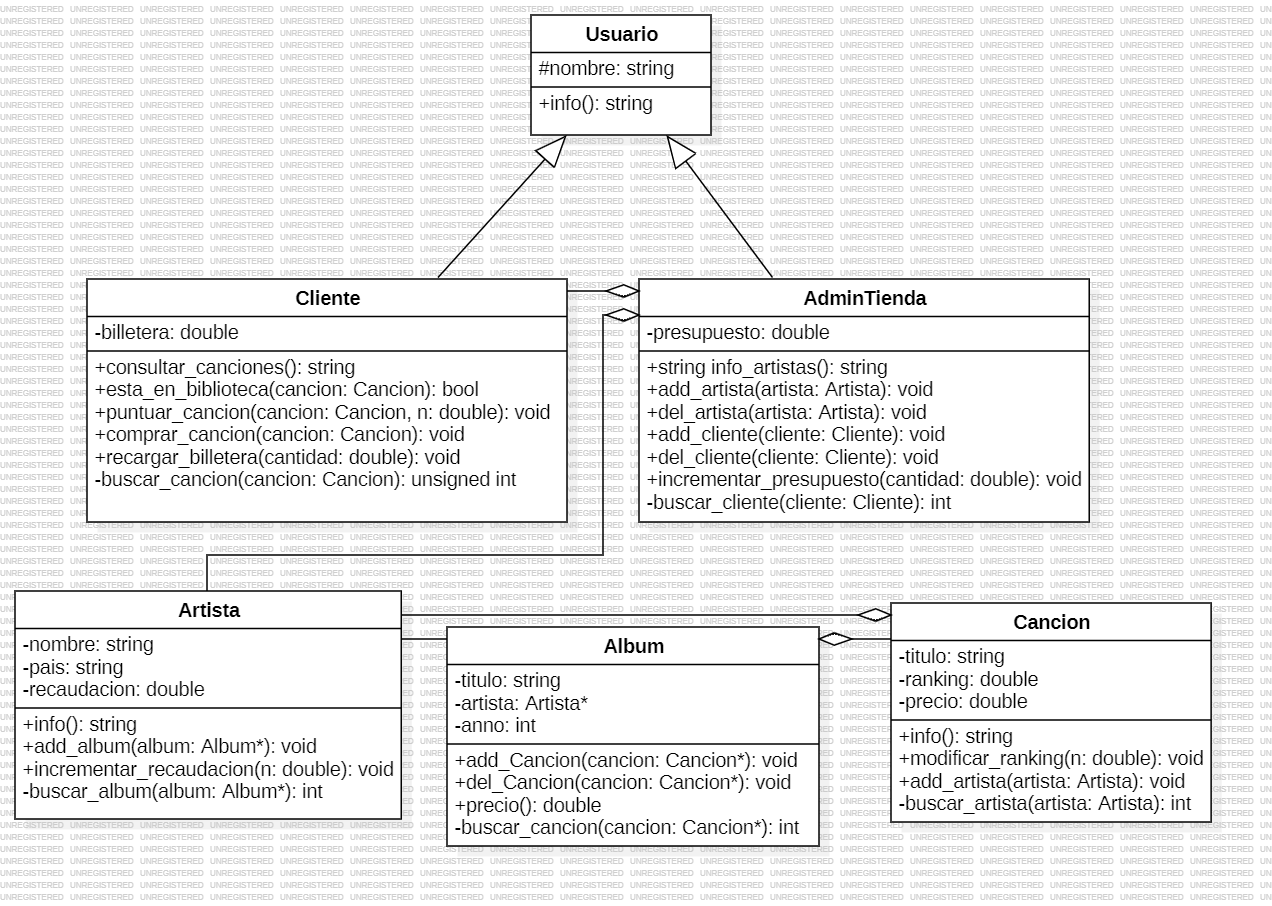 Usuario
#nombre: string
+info(): string
Cliente
-billetera: double
+consultar_canciones(): string
+esta_en_biblioteca(cancion: Cancion): bool
+puntuar_cancion(cancion: Cancion, n: double): void
+comprar_cancion(cancion: Cancion): void
+recargar_billetera(cantidad: double): void
-buscar_cancion(cancion: Cancion): unsigned int
AdminTienda
-presupuesto: double
+string info_artistas(): string
+add_artista(artista: Artista): void
+del_artista(artista: Artista): void
+add_cliente(cliente: Cliente): void
+del_cliente(cliente: Cliente): void
+incrementar_presupuesto(cantidad: double): void
-buscar_cliente(cliente: Cliente): int
Artista
-nombre: string
-pais: string
-recaudacion: double
+info(): string
+add_album(album: Album*): void
+incrementar_recaudacion(n: double): void
-buscar_album(album: Album*): int
Album
-titulo: string
-artista: Artista*
-anno: int
+add_Cancion(cancion: Cancion*): void
+del_Cancion(cancion: Cancion*): void
+precio(): double
-buscar_cancion(cancion: Cancion*): int
Cancion
-titulo: string
-ranking: double
-precio: double
+info(): string
+modificar_ranking(n: double): void
+add_artista(artista: Artista): void
-buscar_artista(artista: Artista): int
UNREGISTERED